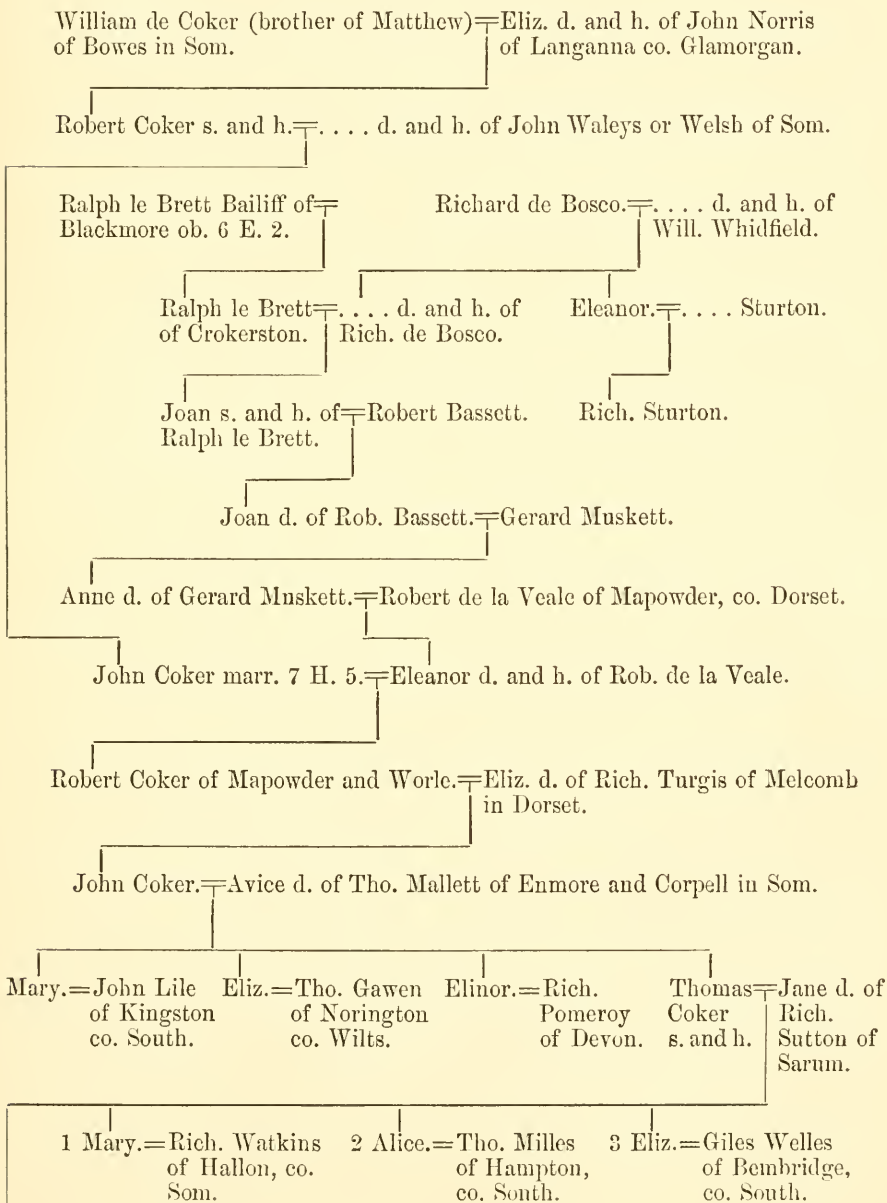 William de Coker (brother of Matthew)=Eliz. d. and h. of John Norris
of Bowes in Som. of Langanna co. Glamorgan.
Robert Coker s. and h.=. . . . d. and h. of John Waleys or Welsh of Som.
Ralph le Brett Bailiff of= Richard de Bosco.=. . . . d. and h. of
Blackmore ob. 6 E. 2. Will. Whidfield.
Ralph le Brett=. . . . d. and h. of Eleanor.=. . . . Sturton.
of Crokerston. Rich. de Bosco.
Joan s. and h. of=Robert Bassett. Rich. Sturton.
Ralph le Brett.
Joan d. of Rob. Bassett.=Gerard Muskett.
Anne d. of Gerard Muskett.=Robert de la Veale of Mapowder, co. Dorset.
John Coker marr. 7 H. 5.=Eleanor d. and h. of Rob. de la Veale.
Robert Coker of Mapowder and Worle.=Eliz. d. of Rich. Turgis of Melcomb
in Dorset.
John Coker.=Avice d. of Tho. Mallett of Enmore and Corpell in Som.
Mary.=John Lile Eliz.=Tho. Gawen Elinor.=Rich. Thomas=Jane d. of
of Kingston of Norington Pomeroy Coker Rich.
co. South. co. Wilts. of Devon. s. and h. Sutton of
Sarum.
1 Mary.=Rich. Watkins 2 Alice.=Tho. Milles 3 Eliz.=Giles Welles
of Hallon, co. of Hampton, of Bembridge,
Som. co. South. co. South.